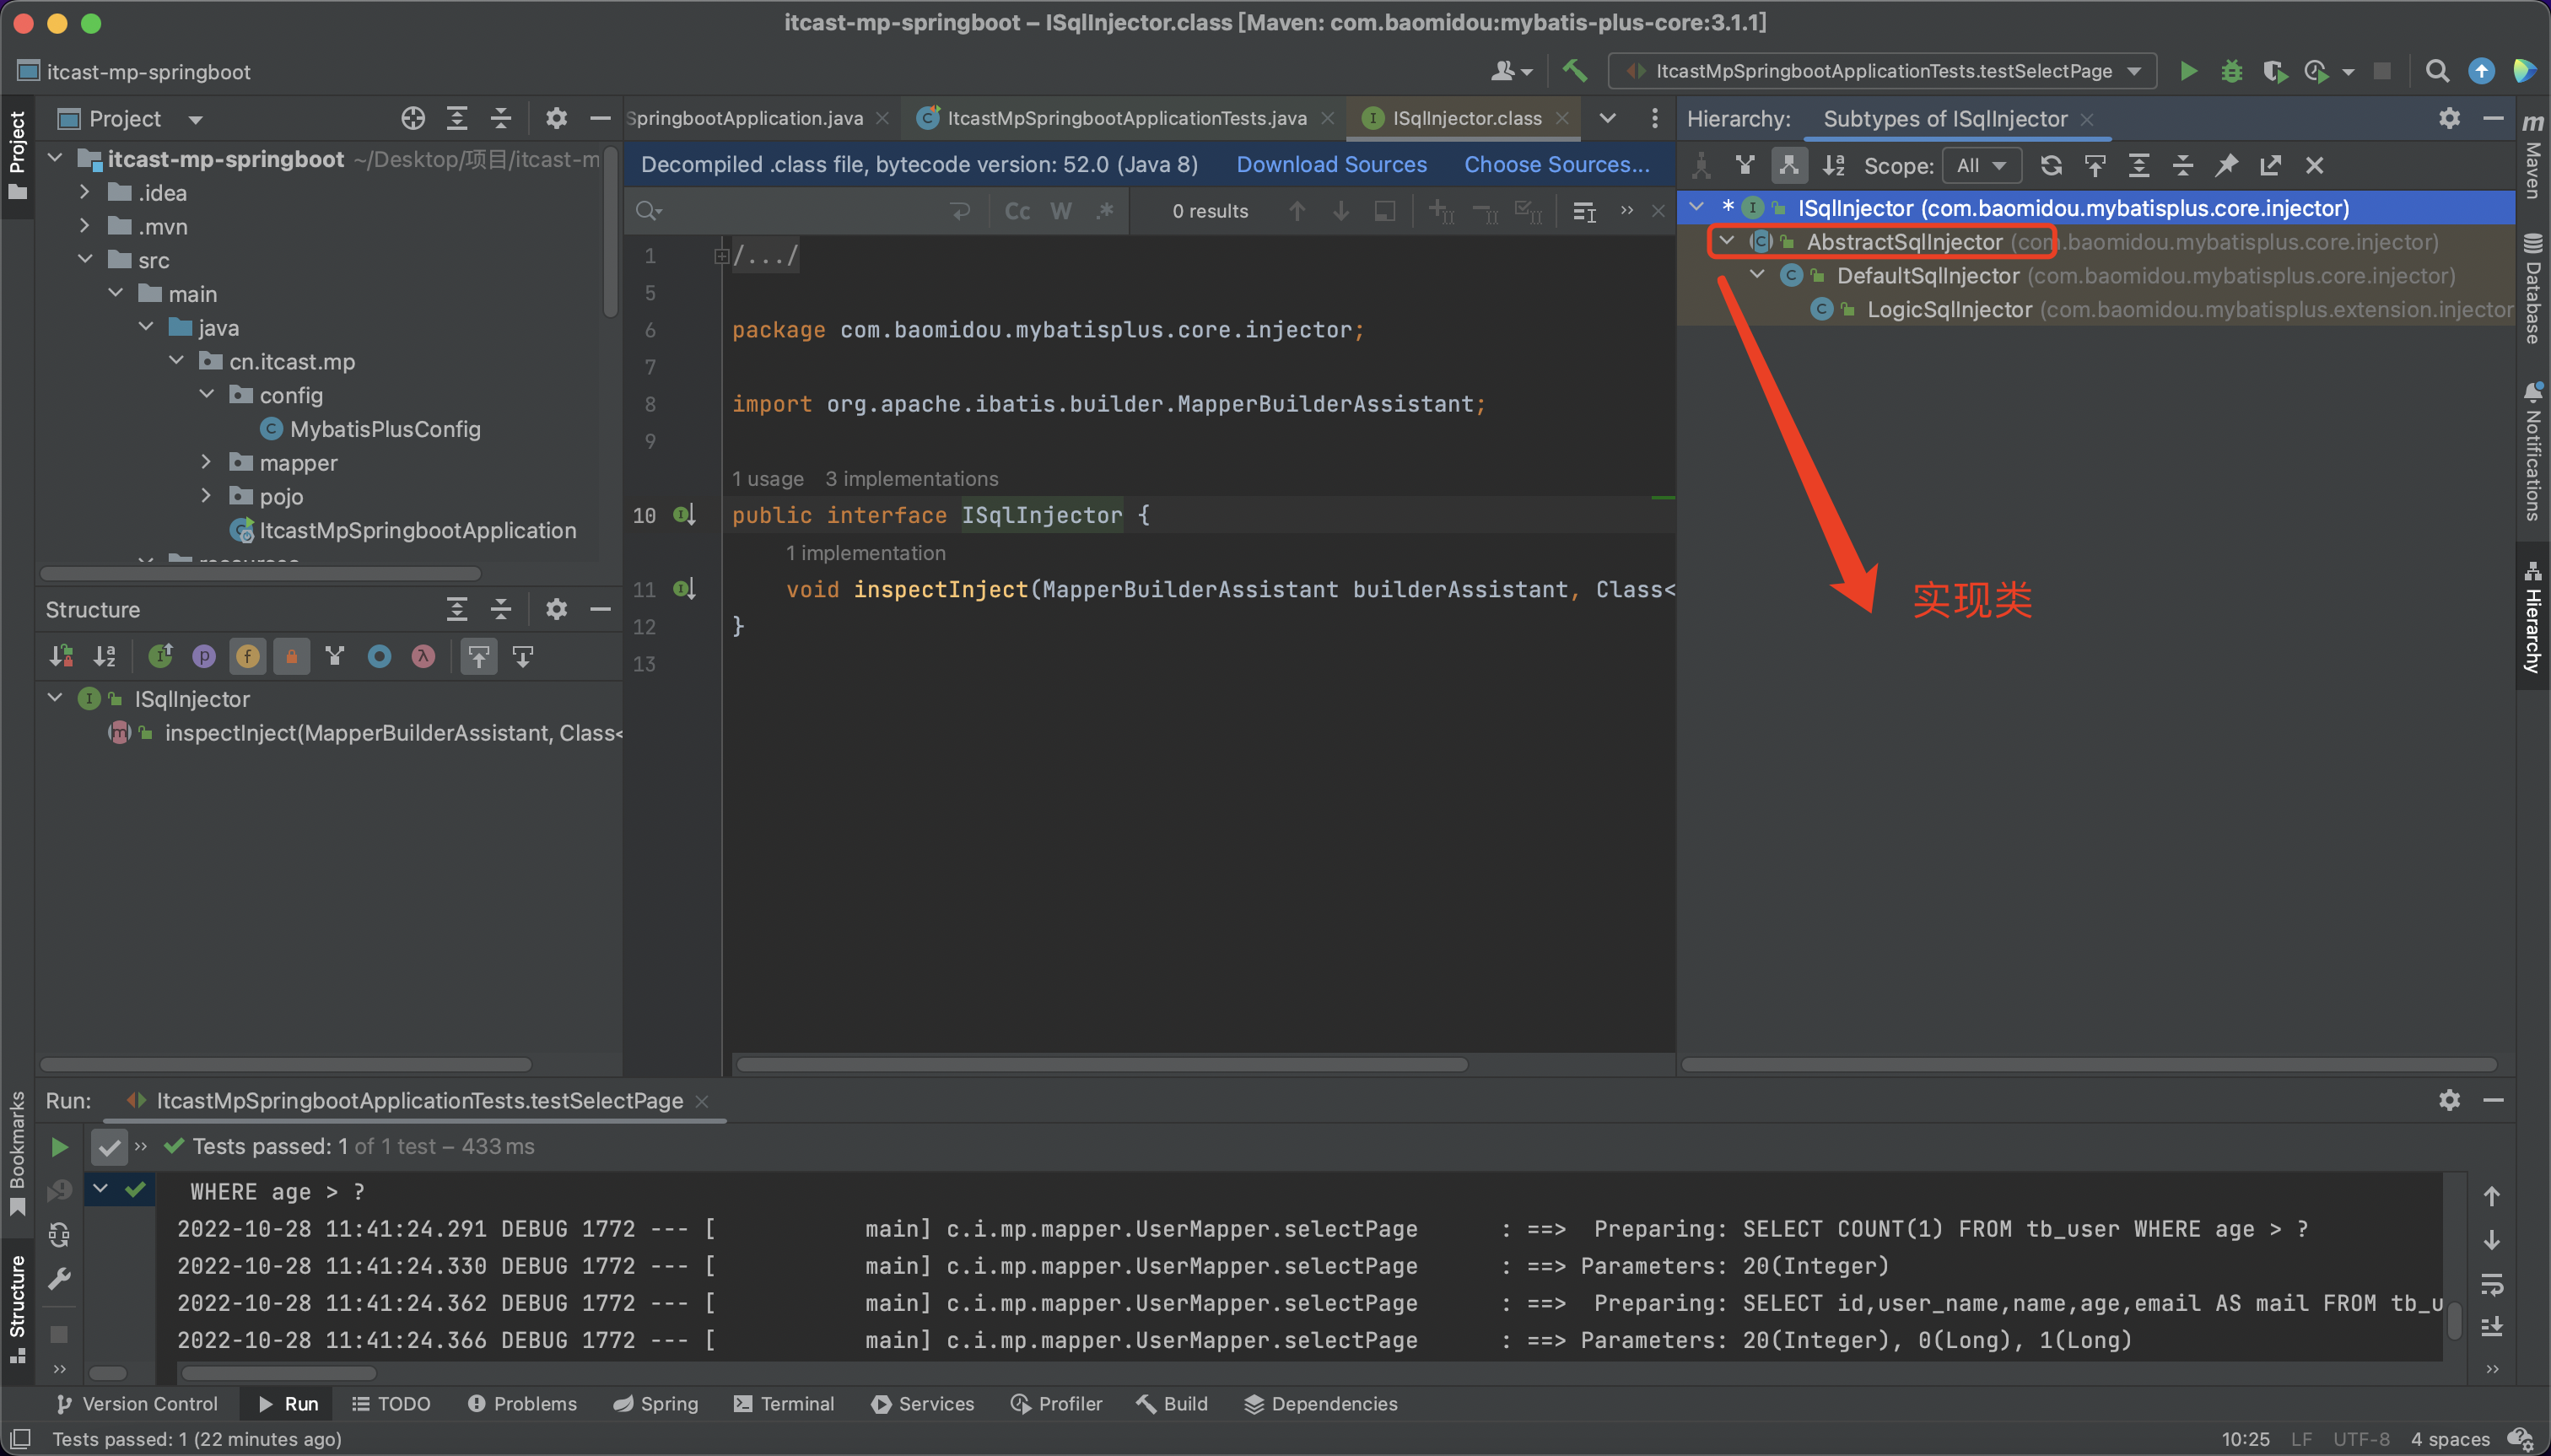 itcast-mp-springboot – ISqlInjector.class [Maven: com.baomidou:mybatis-plus-core:3.1.1]
itcast-mp-springboot
ItcastMpSpringbootApplicationTests.testSelectPage
Project
Project
itcast-mp-springboot ~/Desktop/项目/itcast-m
.idea
.mvn
src
main
java
cn.itcast.mp
config
MybatisPlusConfig
mapper
pojo
ItcastMpSpringbootApplication
Structure
ISqlInjector
inspectInject(MapperBuilderAssistant, Class<
SpringbootApplication.java
ItcastMpSpringbootApplicationTests.java
ISqlInjector.class
Decompiled .class file, bytecode version: 52.0 (Java 8)
Download Sources
Choose Sources...
Cc
W
.*
0 results
1 /.../
5
6 package com.baomidou.mybatisplus.core.injector;
7
8 import org.apache.ibatis.builder.MapperBuilderAssistant;
9
1 usage 3 implementations
10 public interface ISqlInjector {
1 implementation
11 void inspectInject(MapperBuilderAssistant builderAssistant, Class<
12 }
13
Hierarchy: Subtypes of ISqlInjector
Scope: All
* ISqlInjector (com.baomidou.mybatisplus.core.injector)
AbstractSqlInjector (com.baomidou.mybatisplus.core.injector)
DefaultSqlInjector (com.baomidou.mybatisplus.core.injector)
LogicSqlInjector (com.baomidou.mybatisplus.extension.injector
实现类
m Maven
Database
Notifications
Hierarchy
Bookmarks
Structure
Run: ItcastMpSpringbootApplicationTests.testSelectPage
Tests passed: 1 of 1 test – 433 ms
WHERE age > ?
2022-10-28 11:41:24.291 DEBUG 1772 --- [ main] c.i.mp.mapper.UserMapper.selectPage : ==> Preparing: SELECT COUNT(1) FROM tb_user WHERE age > ?
2022-10-28 11:41:24.330 DEBUG 1772 --- [ main] c.i.mp.mapper.UserMapper.selectPage : ==> Parameters: 20(Integer)
2022-10-28 11:41:24.362 DEBUG 1772 --- [ main] c.i.mp.mapper.UserMapper.selectPage : ==> Preparing: SELECT id,user_name,name,age,email AS mail FROM tb_u
2022-10-28 11:41:24.366 DEBUG 1772 --- [ main] c.i.mp.mapper.UserMapper.selectPage : ==> Parameters: 20(Integer), 0(Long), 1(Long)
Version Control
Run
TODO
Problems
Spring
Terminal
Services
Profiler
Build
Dependencies
Tests passed: 1 (22 minutes ago)
10:25 LF UTF-8 4 spaces